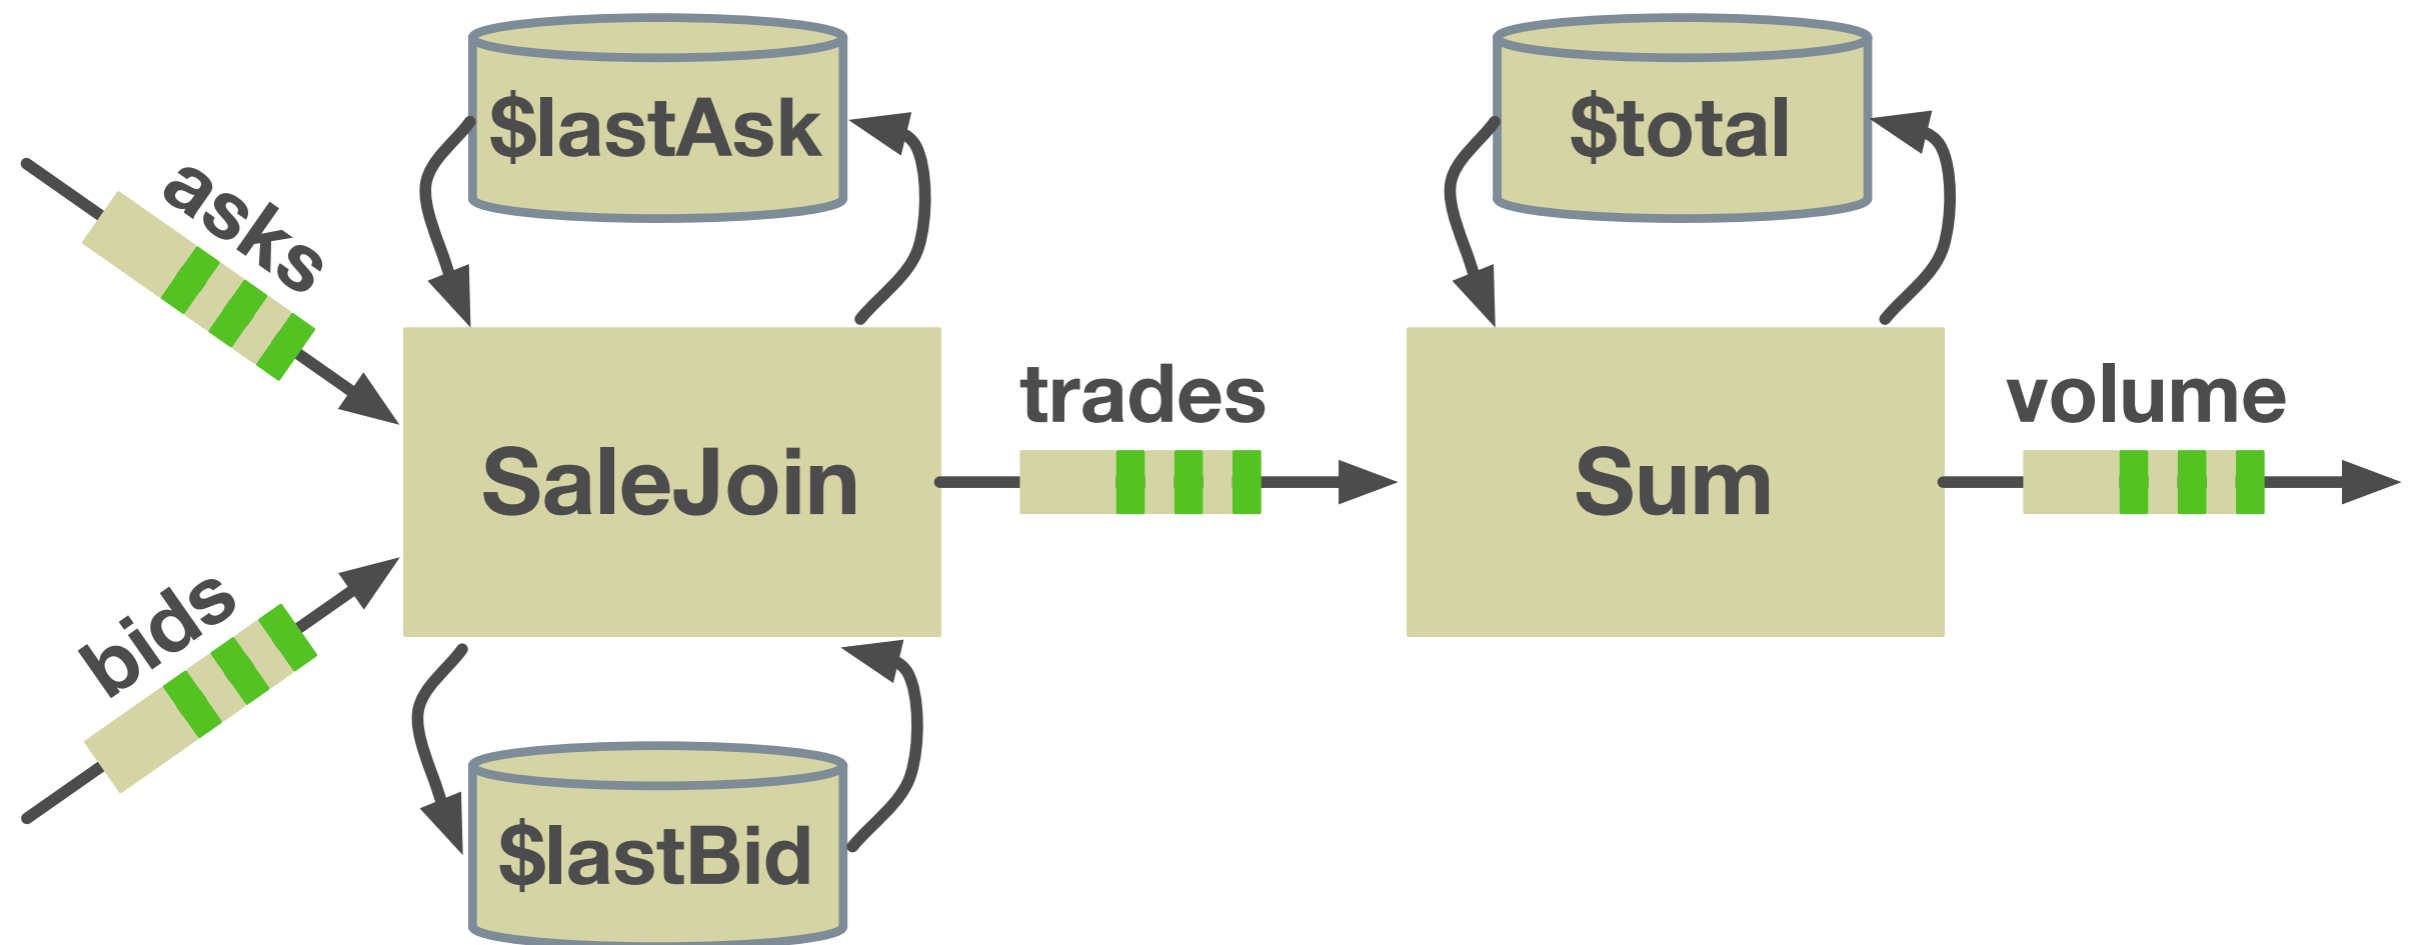 $lastAsk
$total
asks
trades
volume
SaleJoin
Sum
bids
$lastBid